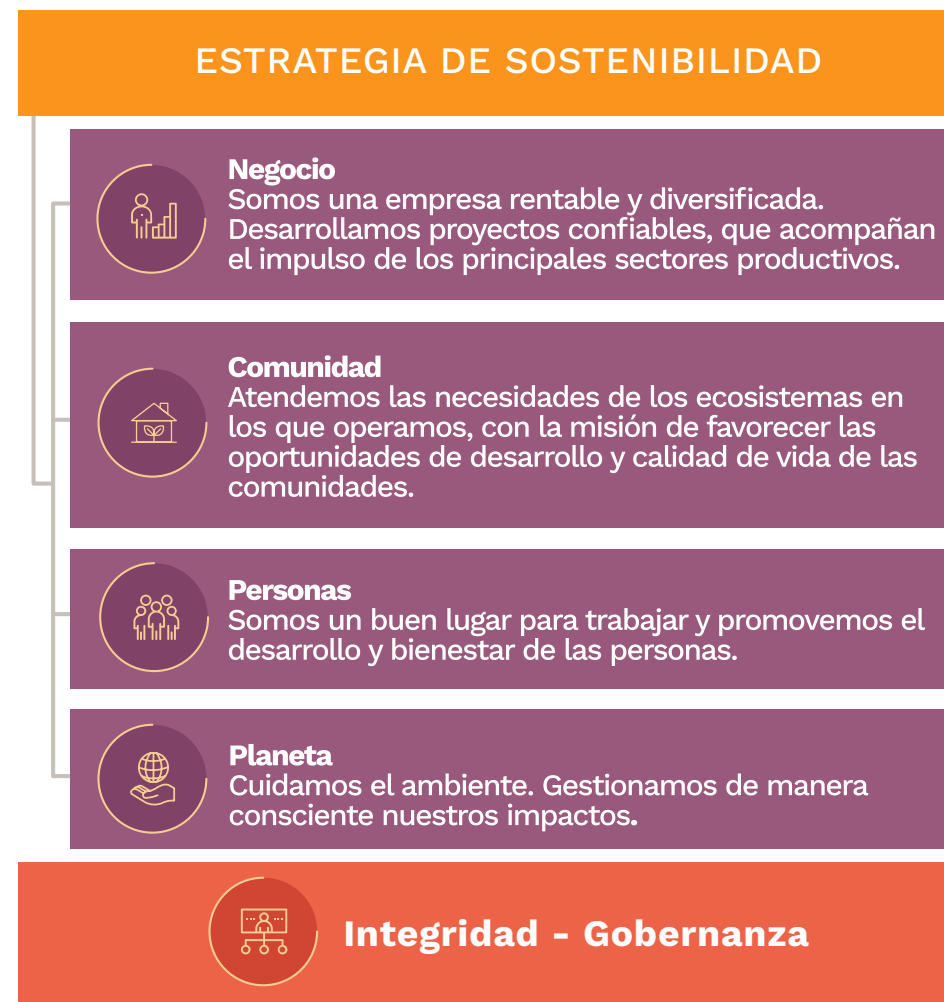 ESTRATEGIA DE SOSTENIBILIDAD
Negocio
Somos una empresa rentable y diversificada.
Desarrollamos proyectos confiables, que acompañan
el impulso de los principales sectores productivos.
Comunidad
Atendemos las necesidades de los ecosistemas en
los que operamos, con la misión de favorecer las
oportunidades de desarrollo y calidad de vida de las
comunidades.
Personas
Somos un buen lugar para trabajar y promovemos el
desarrollo y bienestar de las personas.
Planeta
Cuidamos el ambiente. Gestionamos de manera
consciente nuestros impactos.
Integridad - Gobernanza